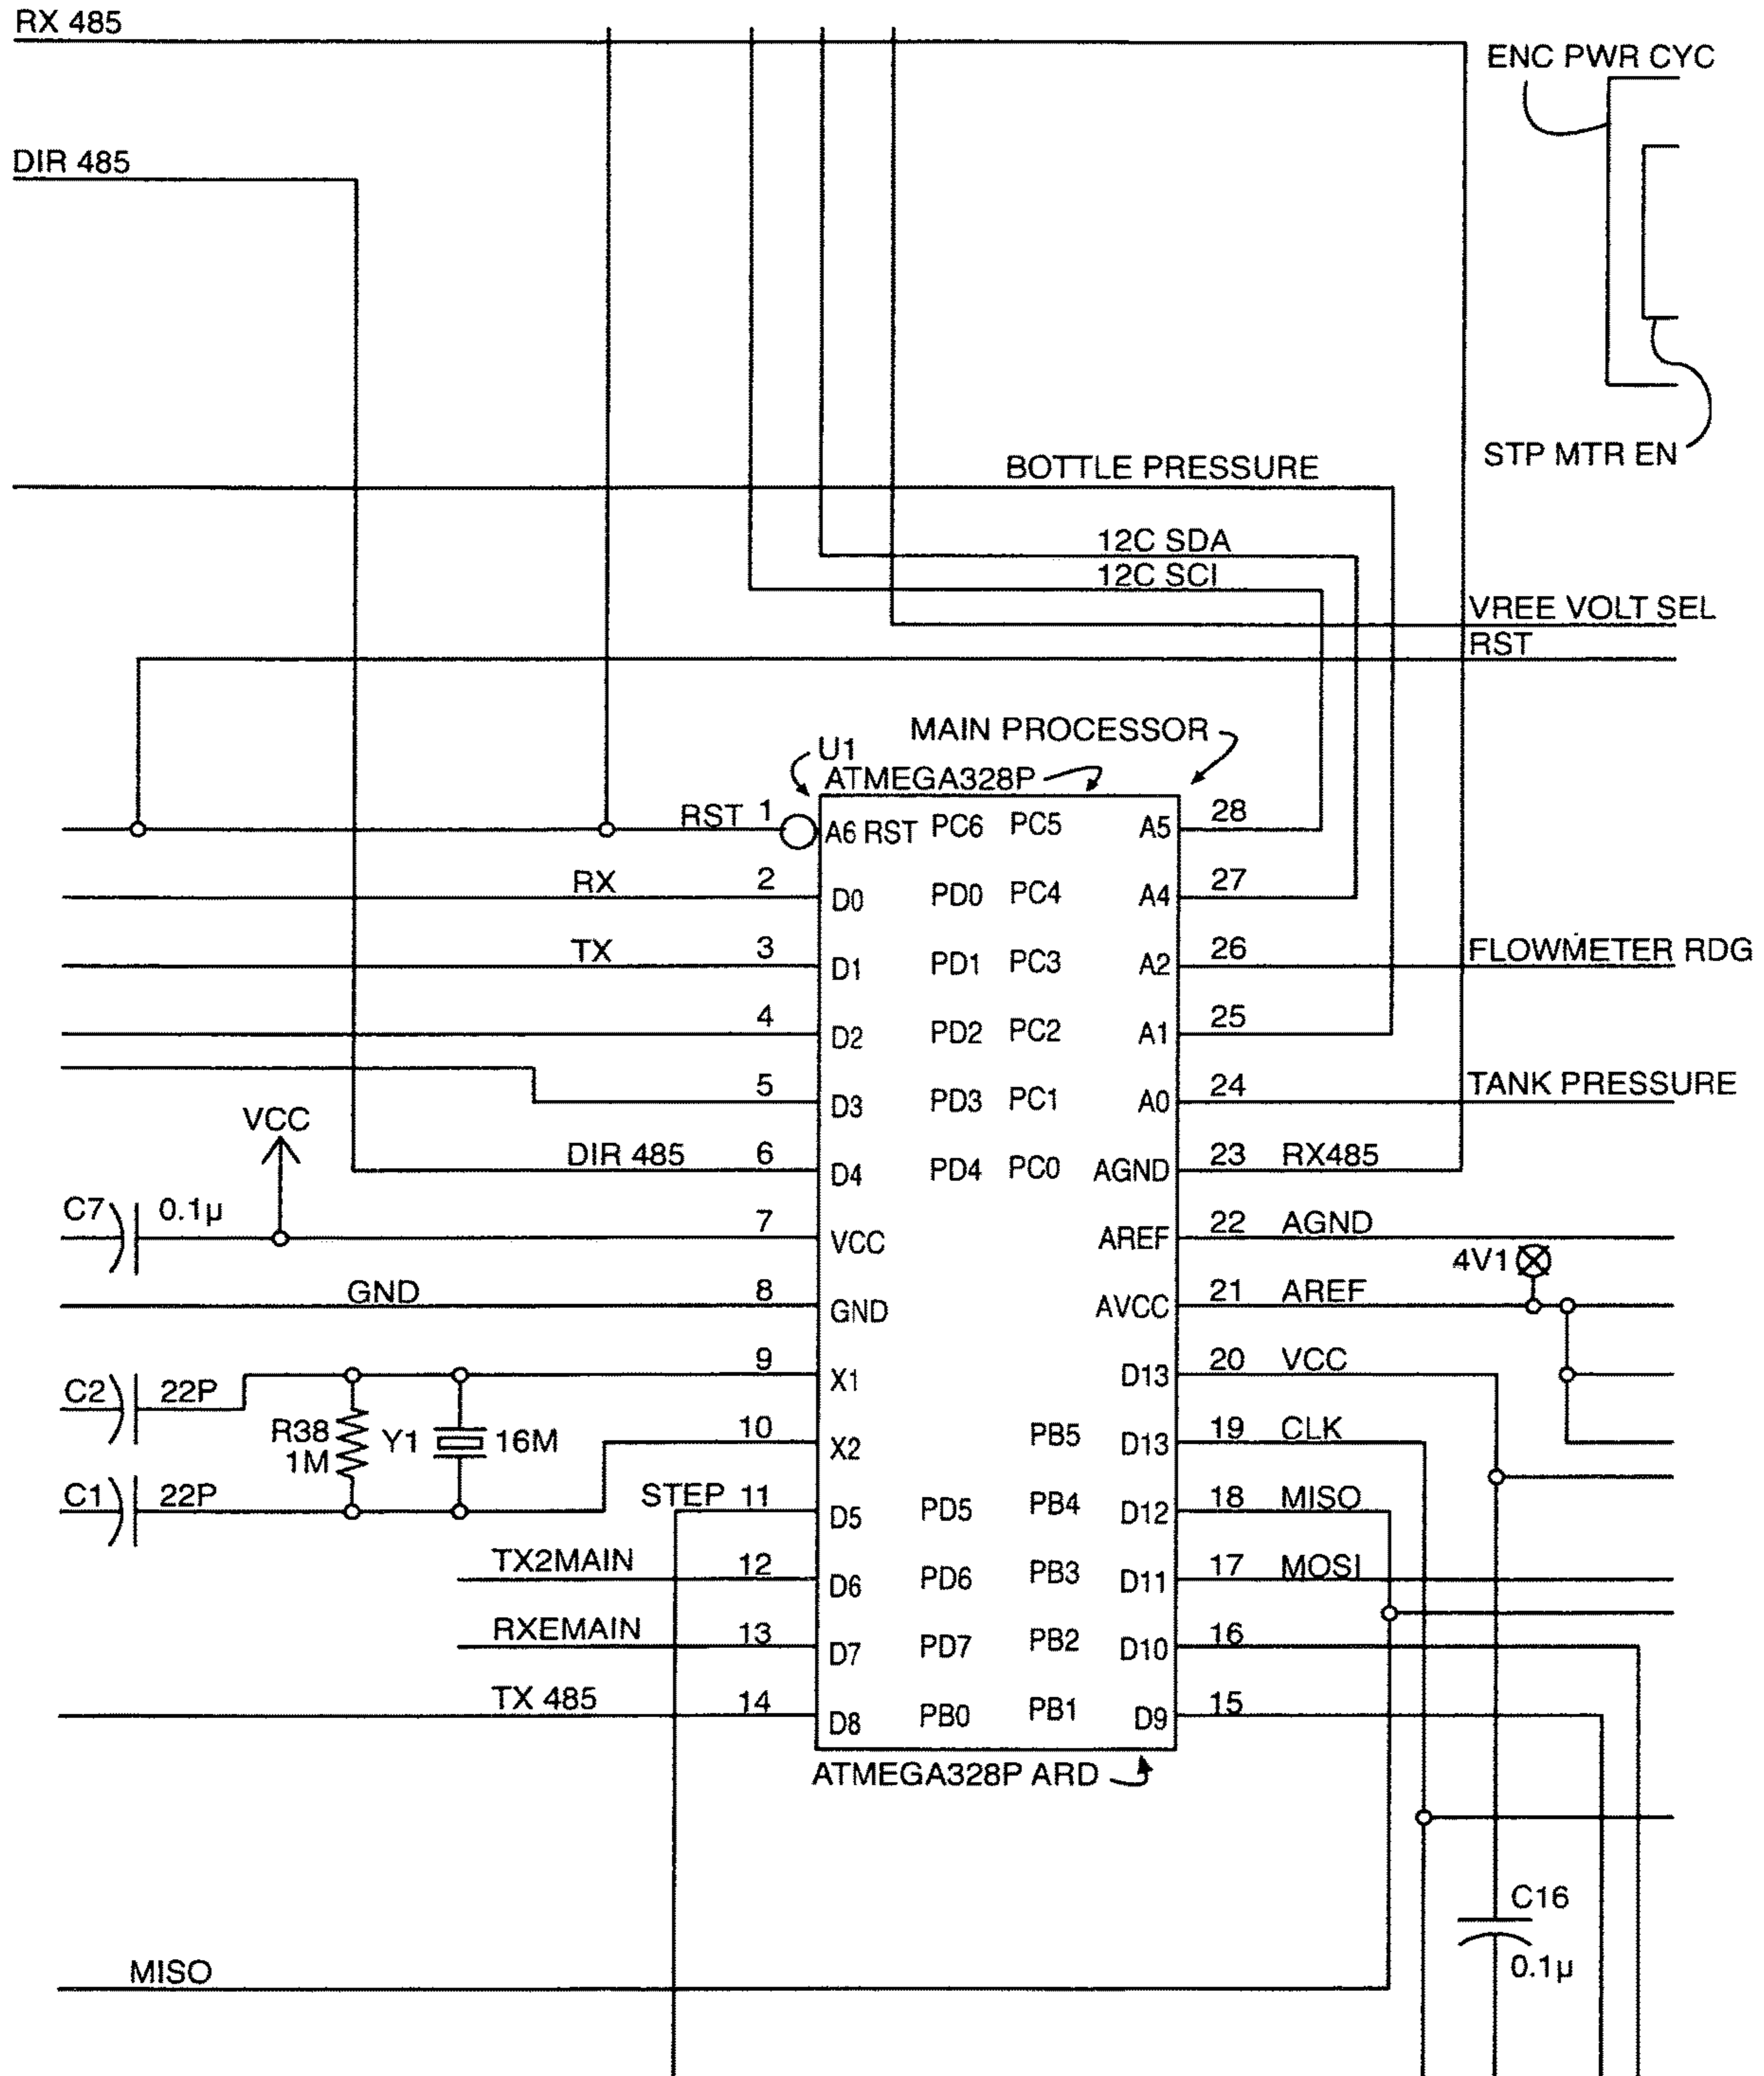 RX 485
ENC PWR CYC
DIR 485
STP MTR EN
BOTTLE PRESSURE
12C SDA
12C SCI
VREE VOLT SEL
RST
MAIN PROCESSOR
U1
ATMEGA328P
RST 1 A6 RST PC6 PC5 A5 28
RX 2 D0 PD0 PC4 A4 27
TX 3 D1 PD1 PC3 A2 26 FLOWMETER RDG
4 D2 PD2 PC2 A1 25
5 D3 PD3 PC1 A0 24 TANK PRESSURE
VCC
DIR 485 6 D4 PD4 PC0 AGND 23 RX485
C7 0.1µ 7 VCC AREF 22 AGND
4V1
GND 8 GND AVCC 21 AREF
9 X1 D13 20 VCC
C2 22P
R38 1M Y1 16M 10 X2 PB5 D13 19 CLK
C1 22P STEP 11 D5 PD5 PB4 D12 18 MISO
TX2MAIN 12 D6 PD6 PB3 D11 17 MOSI
RXEMAIN 13 D7 PD7 PB2 D10 16
TX 485 14 D8 PB0 PB1 D9 15
ATMEGA328P ARD
C16
0.1µ
MISO